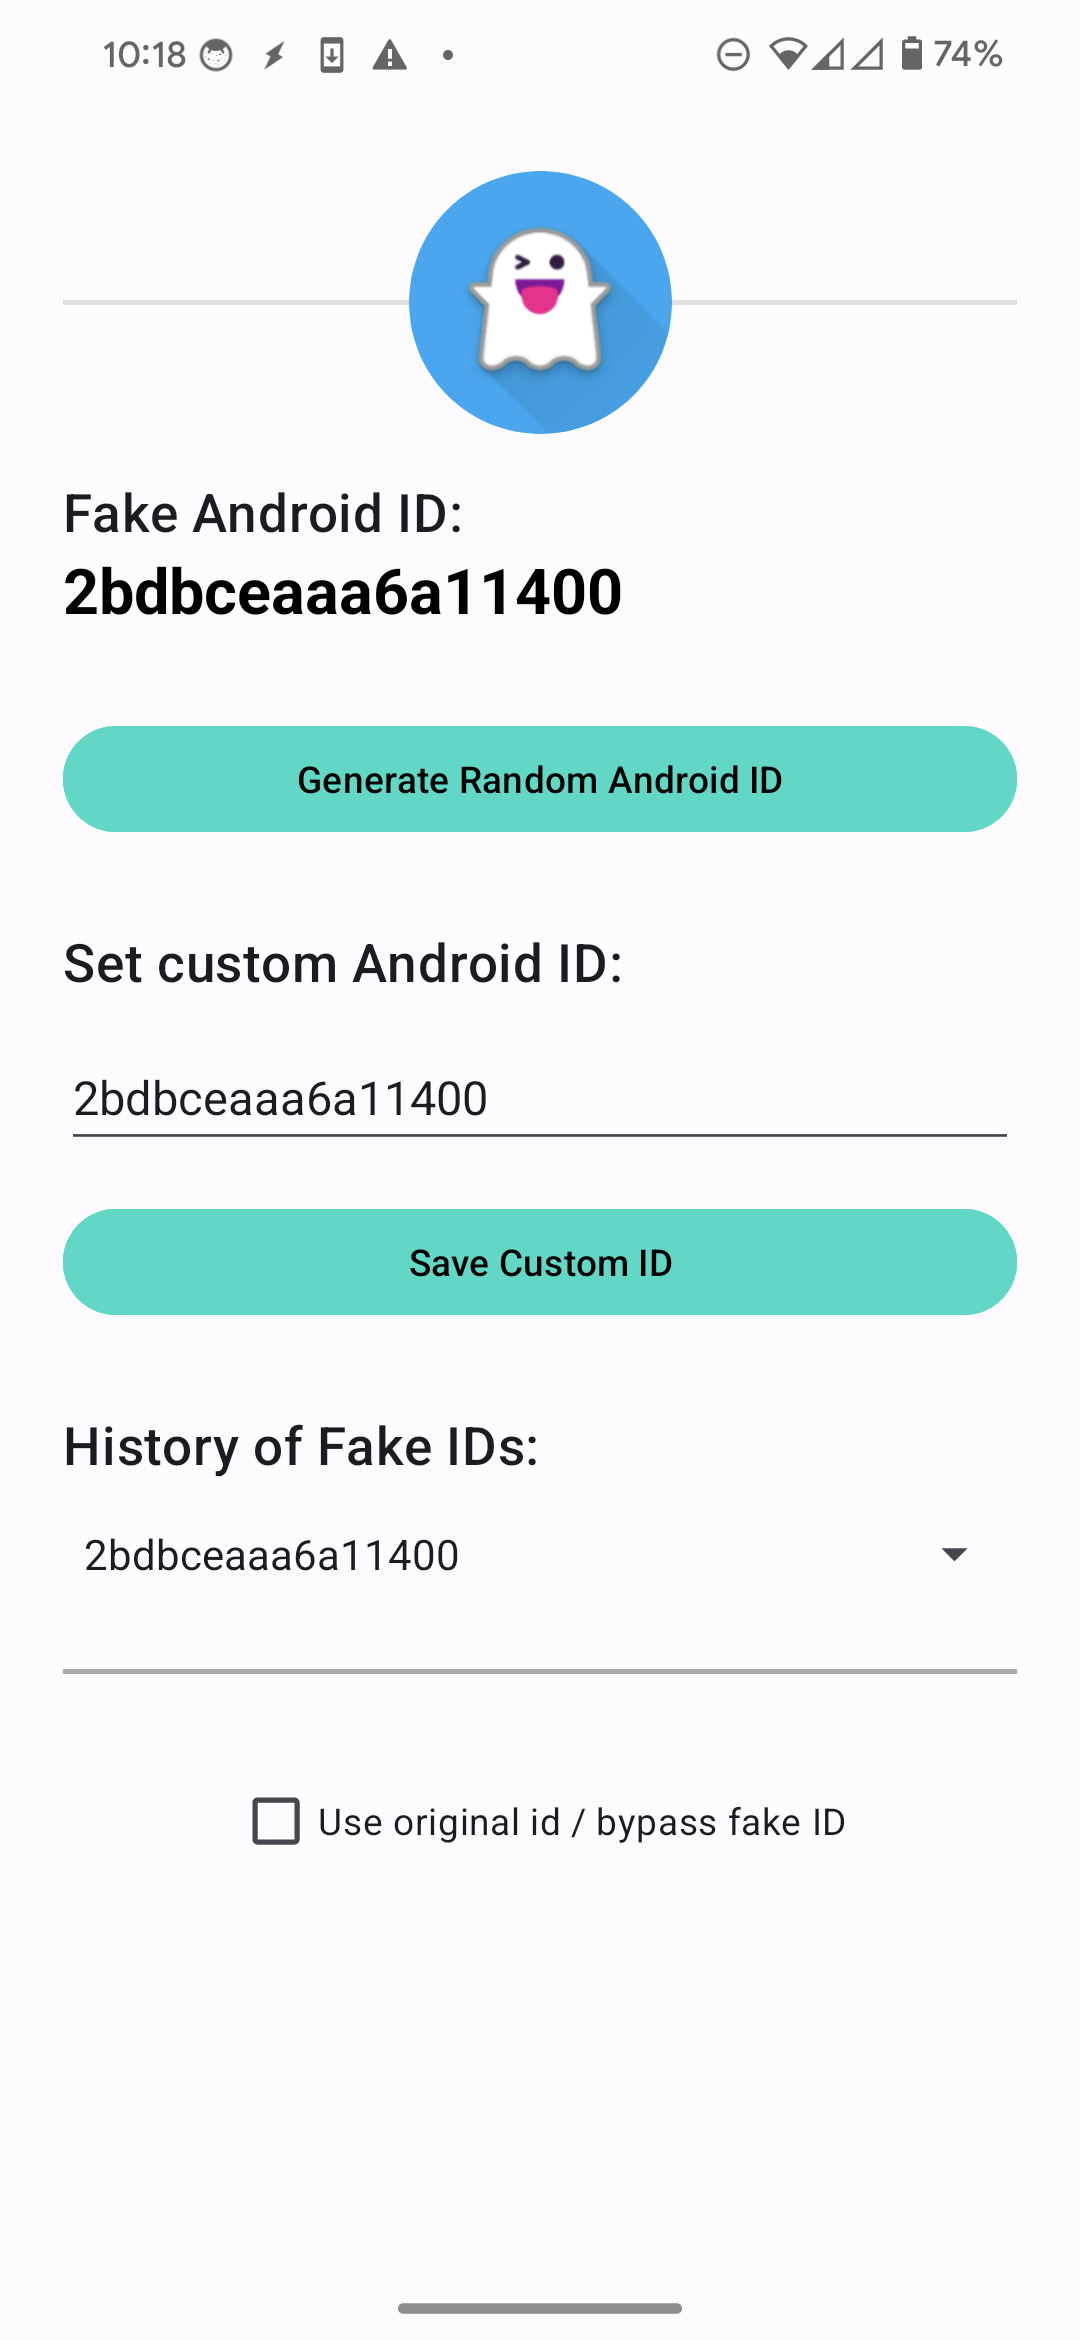 10:18 74%
Fake Android ID:
2bdbceaaa6a11400
Generate Random Android ID
Set custom Android ID:
2bdbceaaa6a11400
Save Custom ID
History of Fake IDs:
2bdbceaaa6a11400
Use original id / bypass fake ID